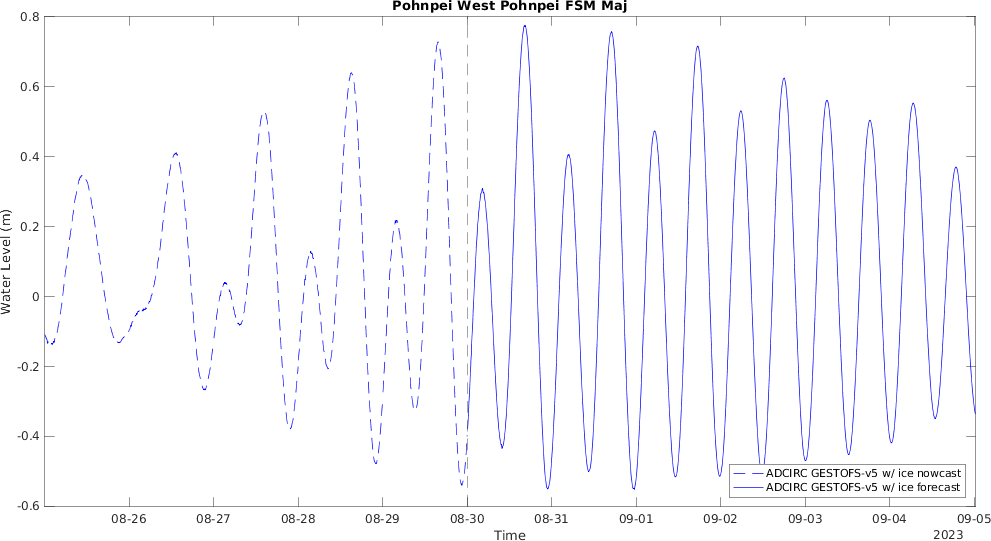 Pohnpei West Pohnpei FSM Maj
0.8
0.6
0.4
0.2
0
-0.2
-0.4
-0.6
Water Level (m)
ADCIRC GESTOFS-v5 w/ ice nowcast
ADCIRC GESTOFS-v5 w/ ice forecast
08-26 08-27 08-28 08-29 08-30 08-31 09-01 09-02 09-03 09-04 09-05
Time
2023